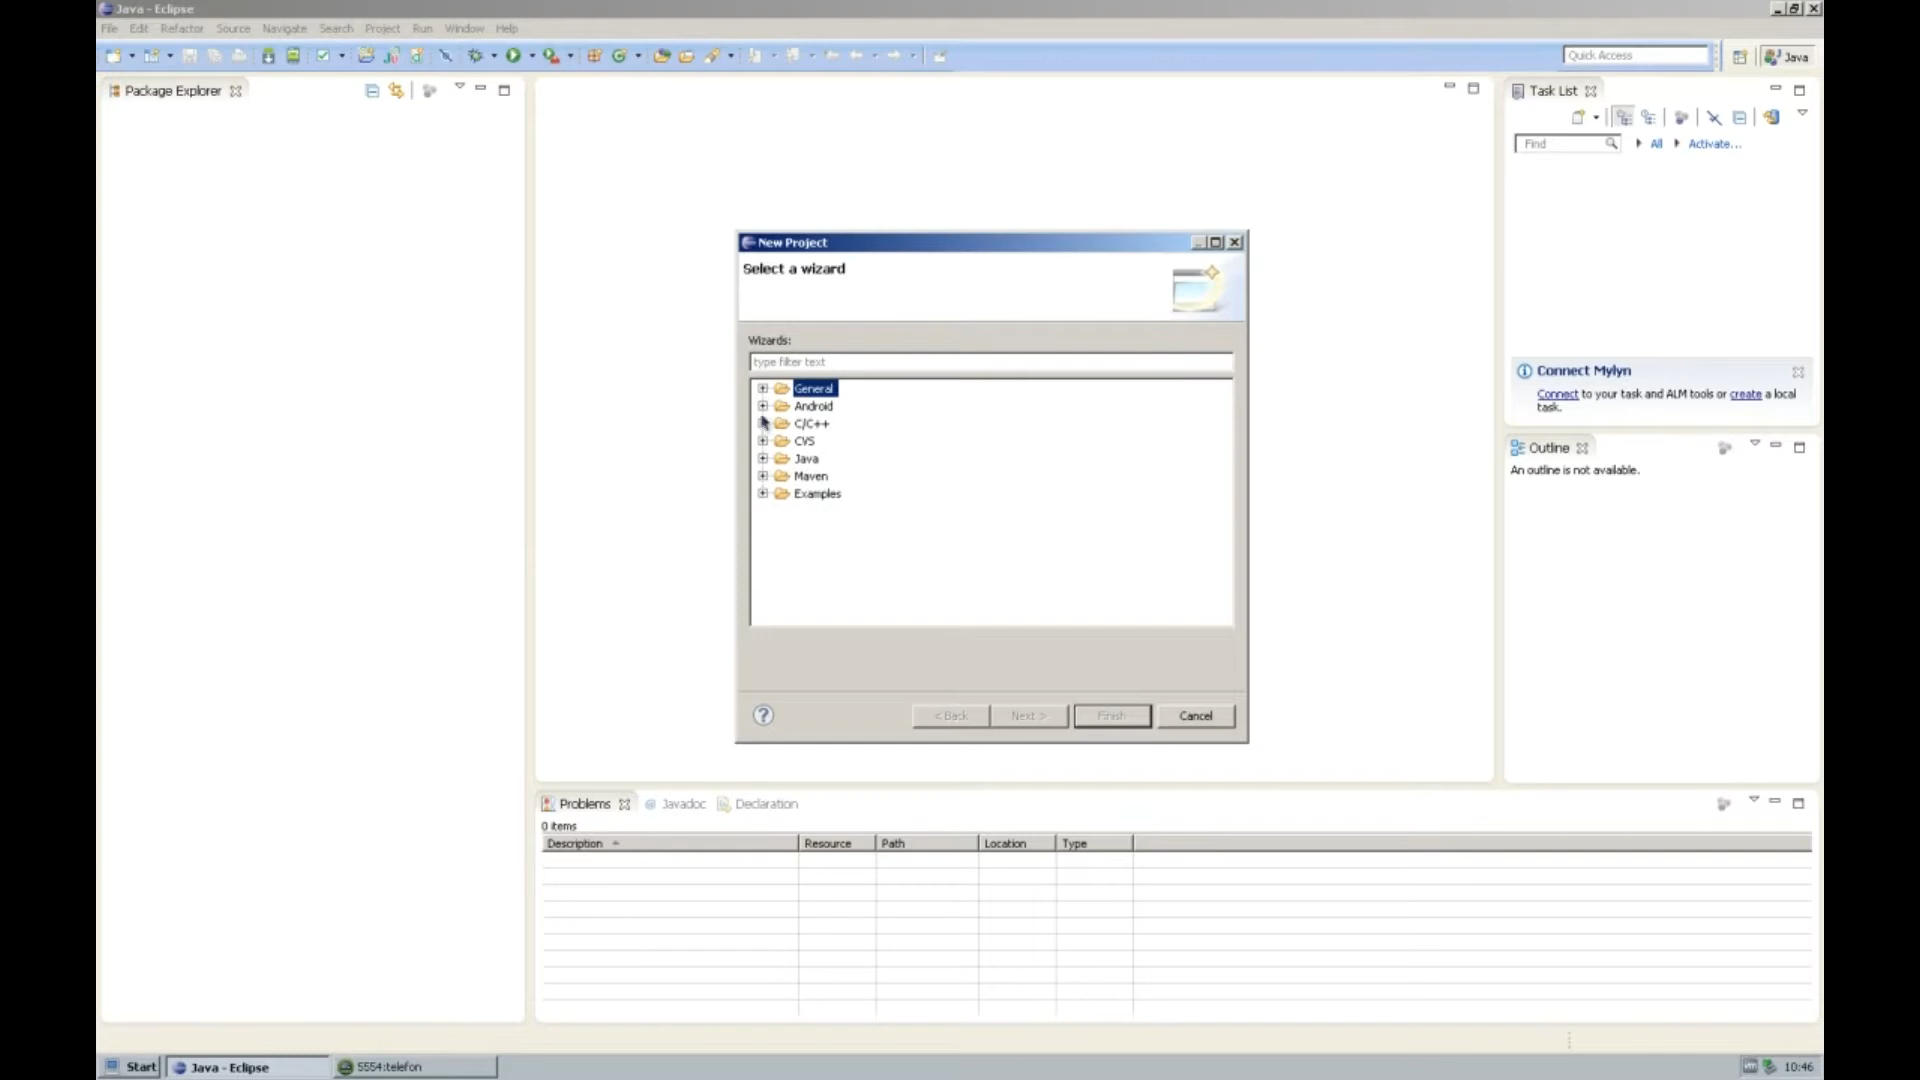 Java - Eclipse
File Edit Refactor Source Navigate Search Project Run Window Help
Quick Access
Java
Package Explorer
Task List
Find
All
Activate...
New Project
Select a wizard
Wizards:
type filter text
General
Android
C/C++
CVS
Java
Maven
Examples
< Back
Next >
Finish
Cancel
Connect Mylyn
Connect to your task and ALM tools or create a local
task.
Outline
An outline is not available.
Problems
Javadoc
Declaration
0 items
Description Resource Path Location Type
Start
Java - Eclipse
5554:telefon
10:46